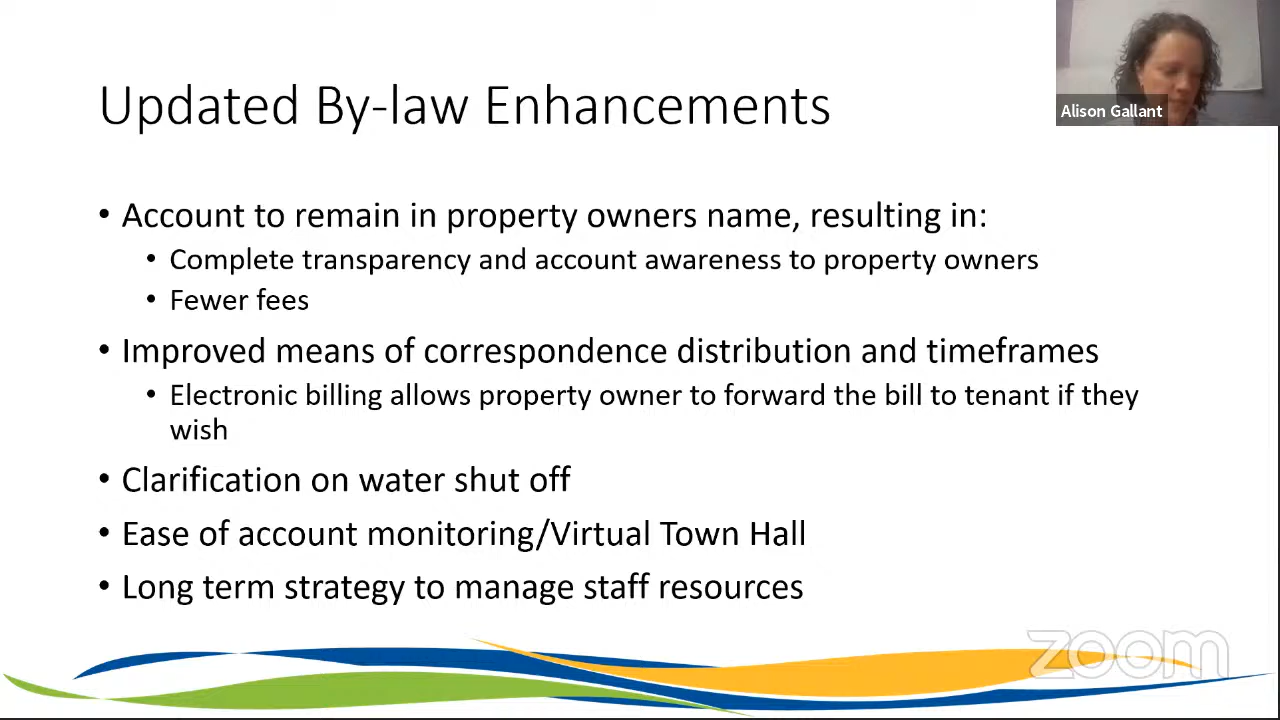 Updated By-law Enhancements
Alison Gallant
• Account to remain in property owners name, resulting in:
• Complete transparency and account awareness to property owners
• Fewer fees
• Improved means of correspondence distribution and timeframes
• Electronic billing allows property owner to forward the bill to tenant if they
wish
• Clarification on water shut off
• Ease of account monitoring/Virtual Town Hall
• Long term strategy to manage staff resources
zoom